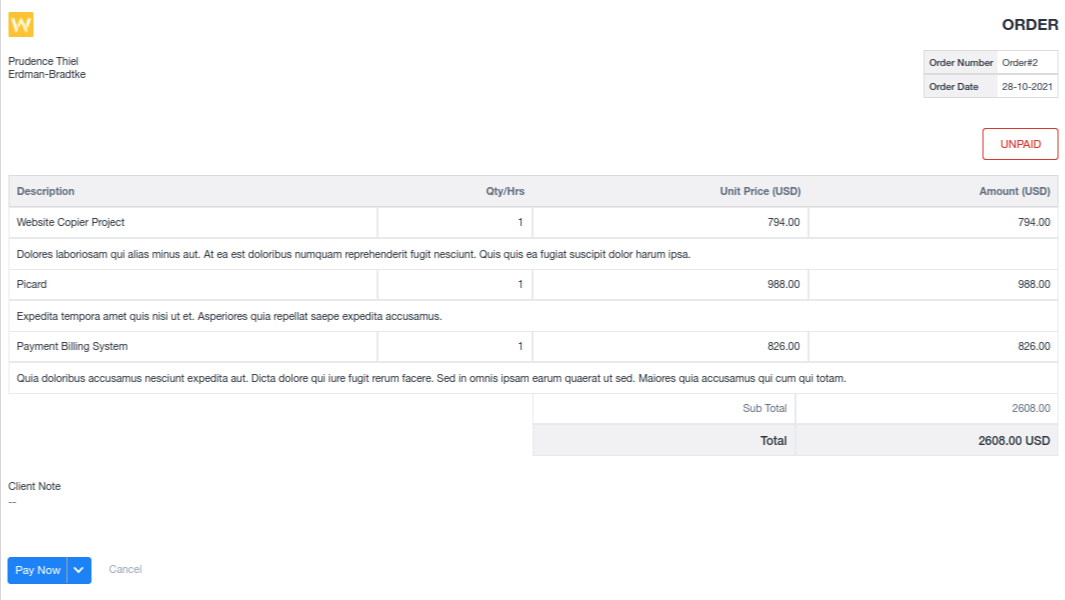 W
ORDER
Prudence Thiel
Erdman-Bradtke
Order Number Order#2
Order Date 28-10-2021
UNPAID
Description Qty/Hrs Unit Price (USD) Amount (USD)
Website Copier Project 1 794.00 794.00
Dolores laboriosam qui alias minus aut. At ea est doloribus numquam reprehenderit fugit nesciunt. Quis quis ea fugiat suscipit dolor harum ipsa.
Picard 1 988.00 988.00
Expedita tempora amet quis nisi ut et. Asperiores quia repellat saepe expedita accusamus.
Payment Billing System 1 826.00 826.00
Quia doloribus accusamus nesciunt expedita aut. Dicta dolore qui iure fugit rerum facere. Sed in omnis ipsam earum quaerat ut sed. Maiores quia accusamus qui cum qui totam.
Sub Total 2608.00
Total 2608.00 USD
Client Note
--
Pay Now Cancel